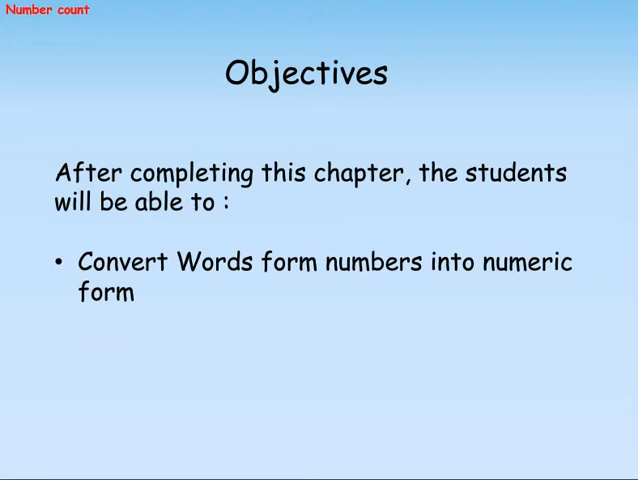 Number count
Objectives
After completing this chapter, the students
will be able to :
• Convert Words form numbers into numeric
form